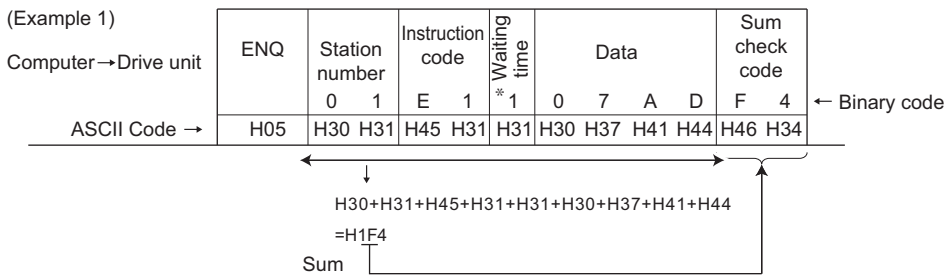 (Example 1)
Computer→Drive unit
ENQ
Station number
0 1
Instruction code
E 1
* Waiting time
1
Data
0 7 A D
Sum check code
F 4
← Binary code
ASCII Code →
H05 H30 H31 H45 H31 H31 H30 H37 H41 H44 H46 H34
H30+H31+H45+H31+H31+H30+H37+H41+H44
=H1F4
Sum